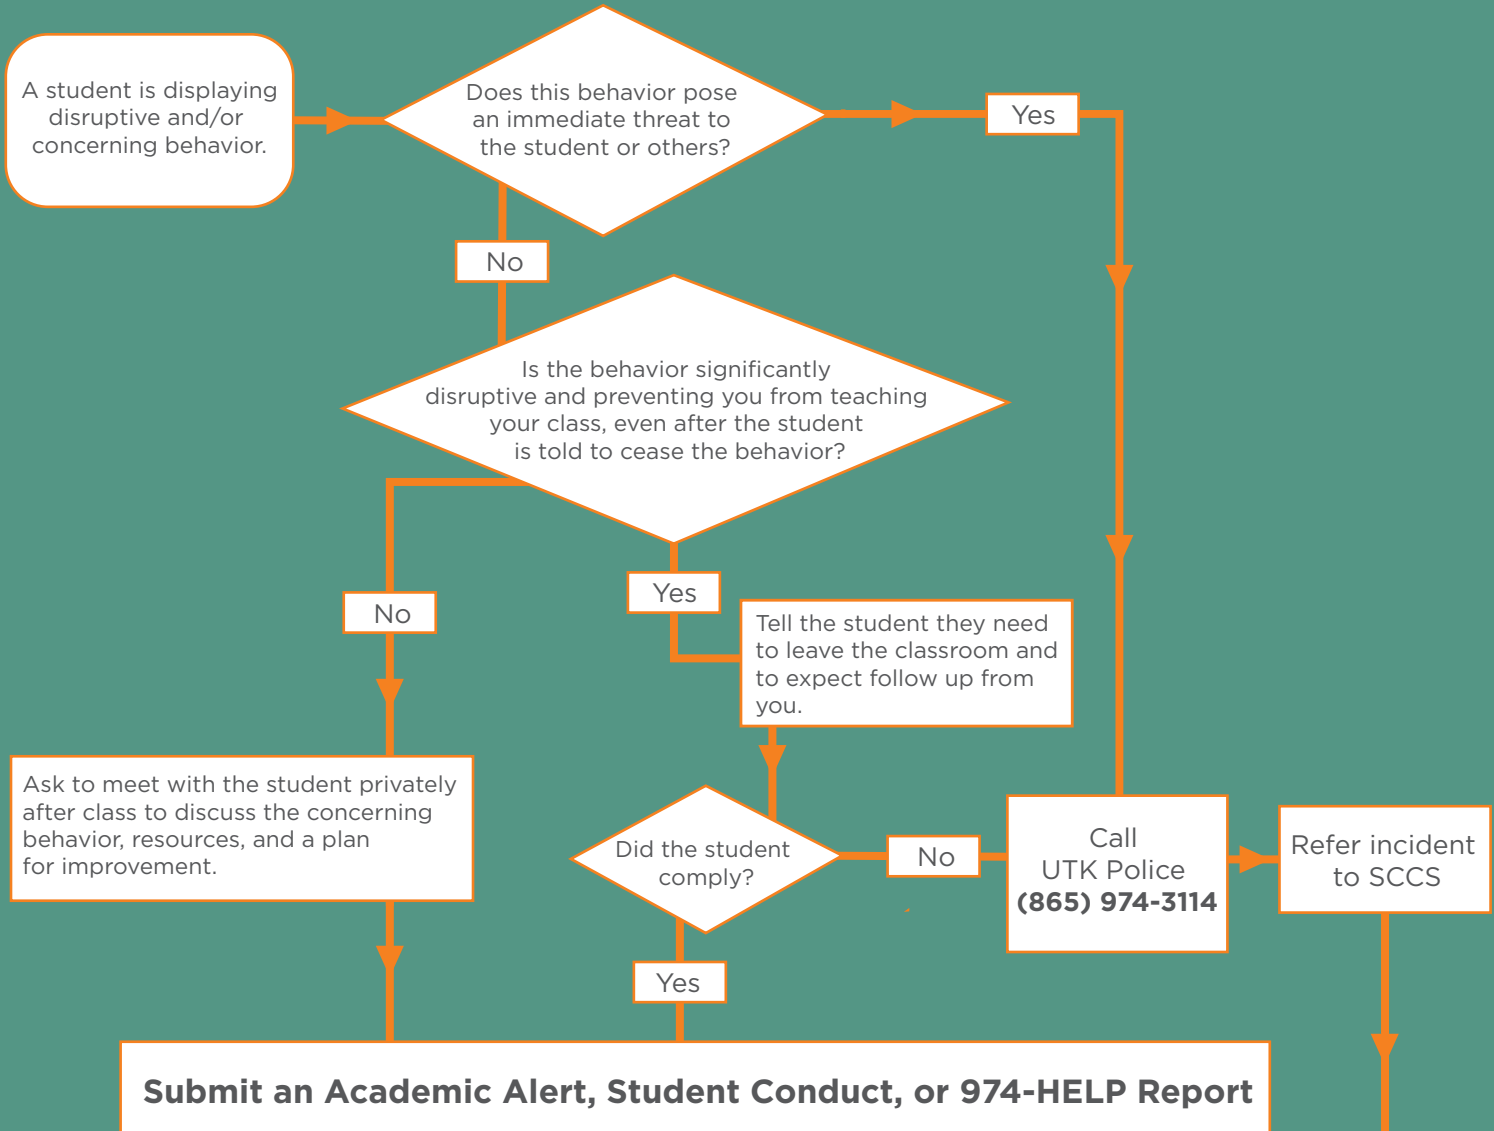 A student is displaying
disruptive and/or
concerning behavior.
Does this behavior pose
an immediate threat to
the student or others?
Yes
No
Is the behavior significantly
disruptive and preventing you from teaching
your class, even after the student
is told to cease the behavior?
No
Yes
Tell the student they need
to leave the classroom and
to expect follow up from
you.
Ask to meet with the student privately
after class to discuss the concerning
behavior, resources, and a plan
for improvement.
Did the student
comply?
No
Call
UTK Police
(865) 974-3114
Refer incident
to SCCS
Yes
Submit an Academic Alert, Student Conduct, or 974-HELP Report